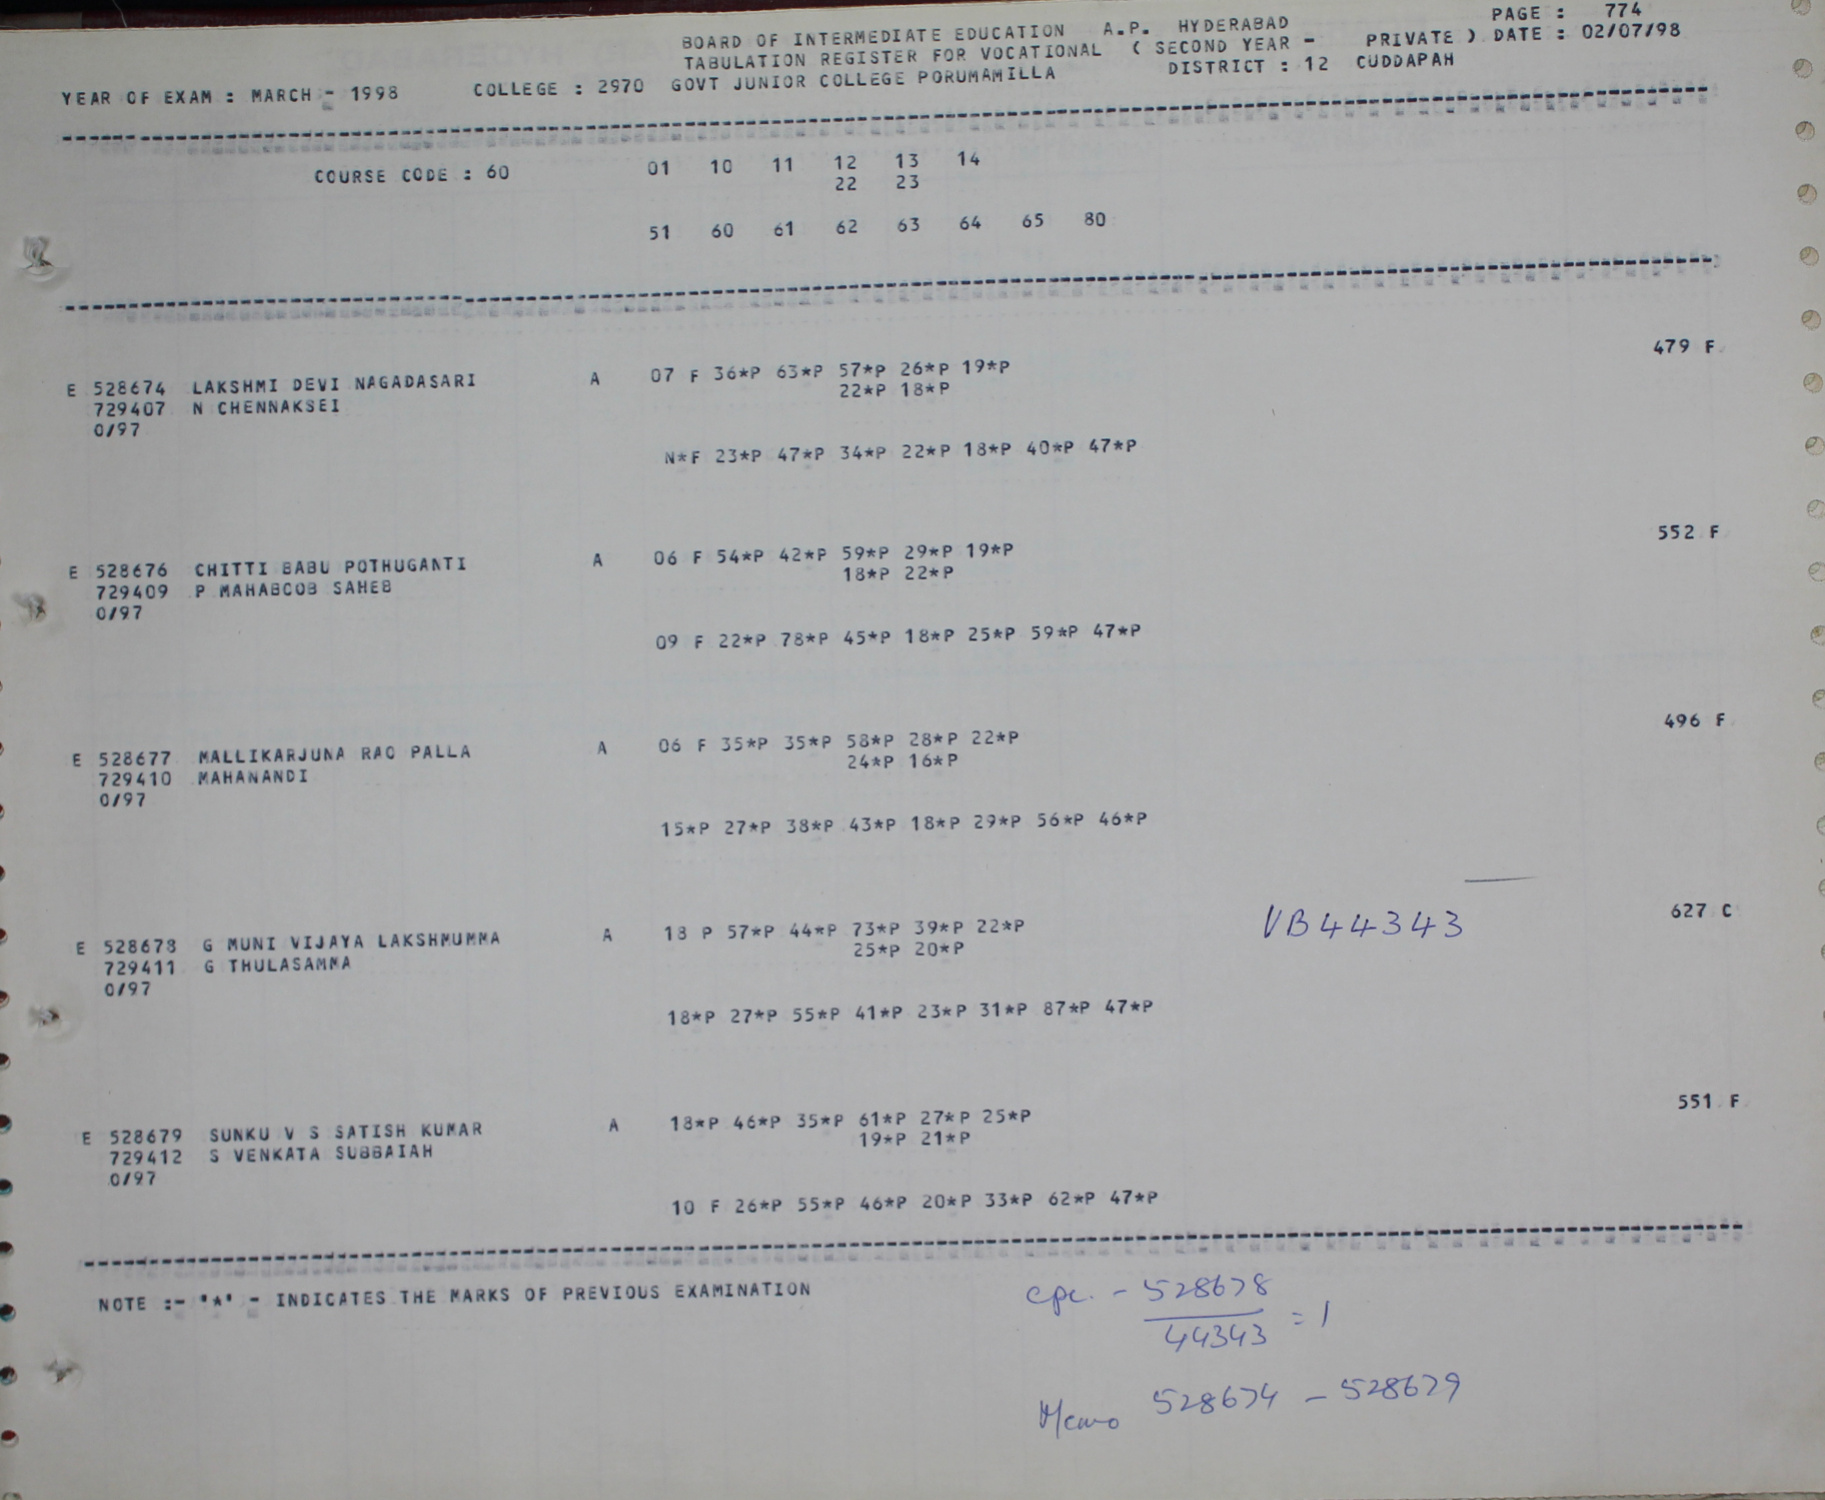 PAGE : 774
BOARD OF INTERMEDIATE EDUCATION A.P. HYDERABAD
TABULATION REGISTER FOR VOCATIONAL ( SECOND YEAR - PRIVATE ) DATE : 02/07/98
YEAR OF EXAM : MARCH - 1998 COLLEGE : 2970 GOVT JUNIOR COLLEGE PORUMAMILLA DISTRICT : 12 CUDDAPAH
COURSE CODE : 60 01 10 11 12 13 14
22 23
51 60 61 62 63 64 65 80
479 F
E 528674 LAKSHMI DEVI NAGADASARI A 07 F 36*P 63*P 57*P 26*P 19*P
729407 N CHENNAKSEI 22*P 18*P
0/97
N*F 23*P 47*P 34*P 22*P 18*P 40*P 47*P
552 F
E 528676 CHITTI BABU POTHUGANTI A 06 F 54*P 42*P 59*P 29*P 19*P
729409 P MAHABOOB SAHEB 18*P 22*P
0/97
09 F 22*P 78*P 45*P 18*P 25*P 59*P 47*P
496 F
E 528677 MALLIKARJUNA RAO PALLA A 06 F 35*P 35*P 58*P 28*P 22*P
729410 MAHANANDI 24*P 16*P
0/97
15*P 27*P 38*P 43*P 18*P 29*P 56*P 46*P
VB44343 627 C
E 528678 G MUNI VIJAYA LAKSHMUMMA A 18 P 57*P 44*P 73*P 39*P 22*P
729411 G THULASAMMA 25*P 20*P
0/97
18*P 27*P 55*P 41*P 23*P 31*P 87*P 47*P
551 F
E 528679 SUNKU V S SATISH KUMAR A 18*P 46*P 35*P 61*P 27*P 25*P
729412 S VENKATA SUBBAIAH 19*P 21*P
0/97
10 F 26*P 55*P 46*P 20*P 33*P 62*P 47*P
NOTE :- '*' - INDICATES THE MARKS OF PREVIOUS EXAMINATION
cpc. - 528678
44343 = 1
Memo 528674 - 528679